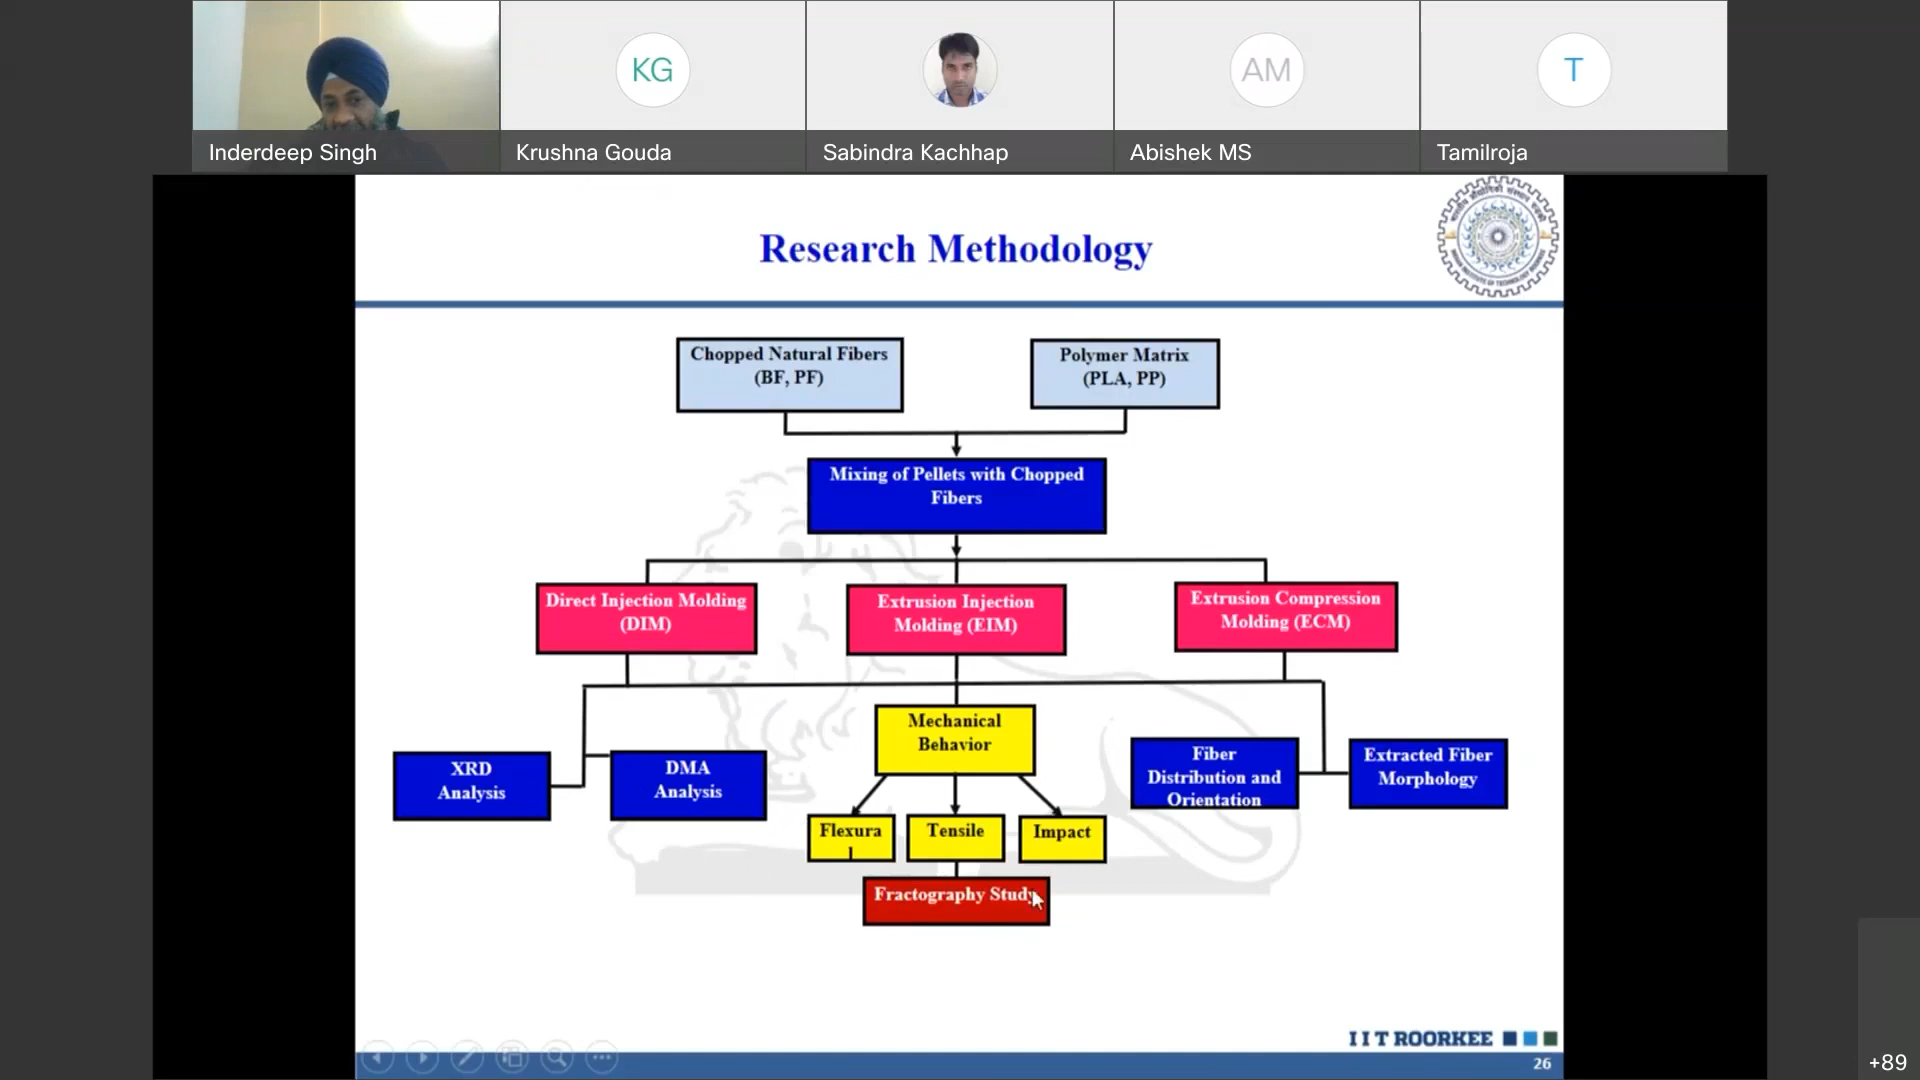 KG
AM
T
Inderdeep Singh
Krushna Gouda
Sabindra Kachhap
Abishek MS
Tamilroja
Research Methodology
Chopped Natural Fibers
(BF, PF)
Polymer Matrix
(PLA, PP)
Mixing of Pellets with Chopped
Fibers
Direct Injection Molding
(DIM)
Extrusion Injection
Molding (EIM)
Extrusion Compression
Molding (ECM)
XRD
Analysis
DMA
Analysis
Mechanical
Behavior
Fiber
Distribution and
Orientation
Extracted Fiber
Morphology
Flexura
l
Tensile
Impact
Fractography Study
I I T ROORKEE
26
+89